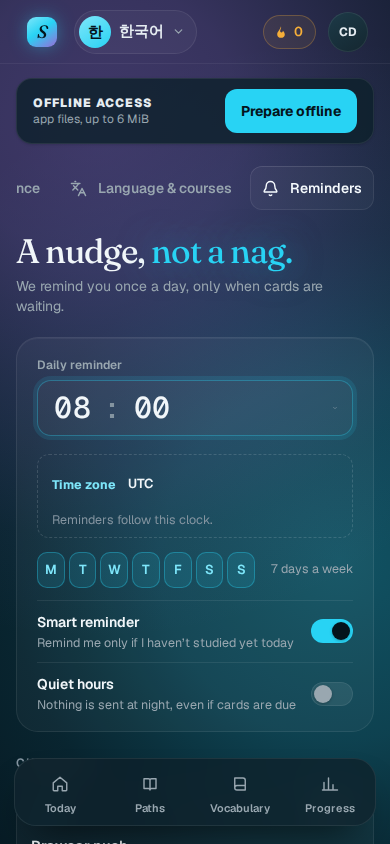 S
한
한국어
0
CD
OFFLINE ACCESS
app files, up to 6 MiB
Prepare offline
nce
Language & courses
Reminders
A nudge, not a nag.
We remind you once a day, only when cards are
waiting.
Daily reminder
08 : 00
Time zone UTC
Reminders follow this clock.
M T W T F S S
7 days a week
Smart reminder
Remind me only if I haven't studied yet today
Quiet hours
Nothing is sent at night, even if cards are due
Today
Paths
Vocabulary
Progress